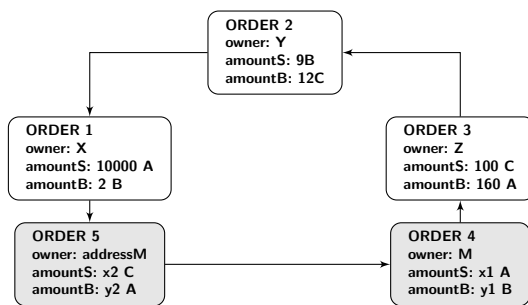 ORDER 2
owner: Y
amountS: 9B
amountB: 12C
ORDER 1
owner: X
amountS: 10000 A
amountB: 2 B
ORDER 3
owner: Z
amountS: 100 C
amountB: 160 A
ORDER 5
owner: addressM
amountS: x2 C
amountB: y2 A
ORDER 4
owner: M
amountS: x1 A
amountB: y1 B